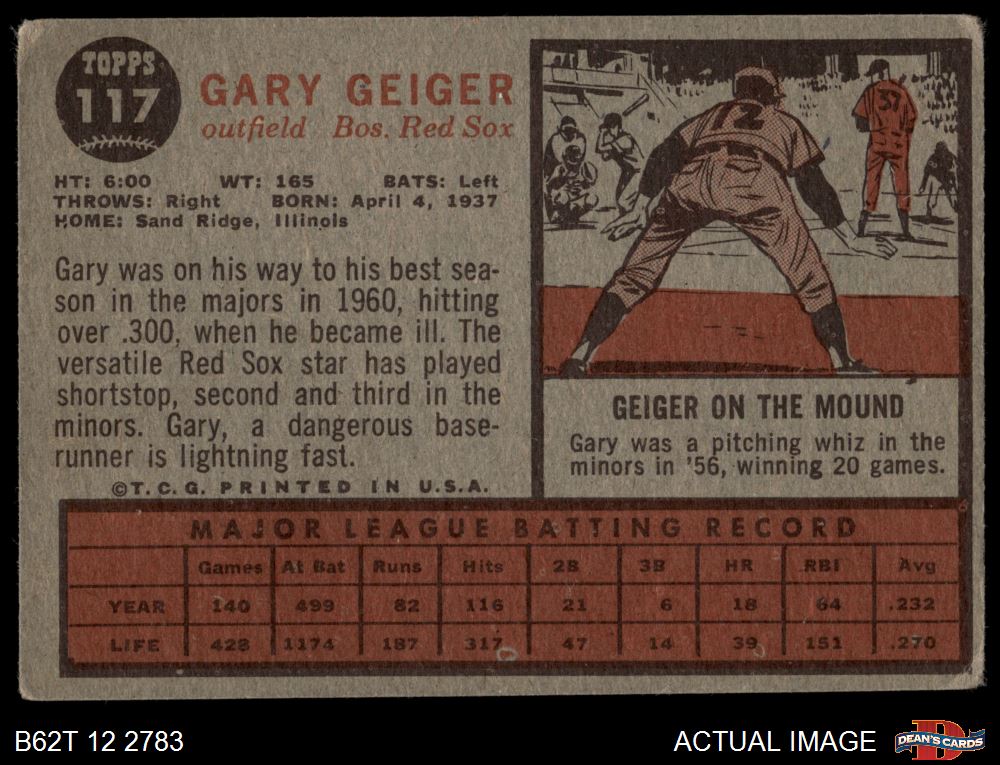 TOPPS
117
GARY GEIGER
outfield Bos. Red Sox
HT: 6:00 WT: 165 BATS: Left
THROWS: Right BORN: April 4, 1937
HOME: Sand Ridge, Illinois
Gary was on his way to his best sea-
son in the majors in 1960, hitting
over .300, when he became ill. The
versatile Red Sox star has played
shortstop, second and third in the
minors. Gary, a dangerous base-
runner is lightning fast.
©T.C.G. PRINTED IN U.S.A.
72
37
GEIGER ON THE MOUND
Gary was a pitching whiz in the
minors in '56, winning 20 games.
MAJOR LEAGUE BATTING RECORD
Games At Bat Runs Hits 2B 3B HR RBI Avg
YEAR 140 499 82 116 21 6 18 64 .232
LIFE 428 1174 187 317 47 14 39 151 .270
B62T 12 2783
ACTUAL IMAGE
DEAN'S CARDS